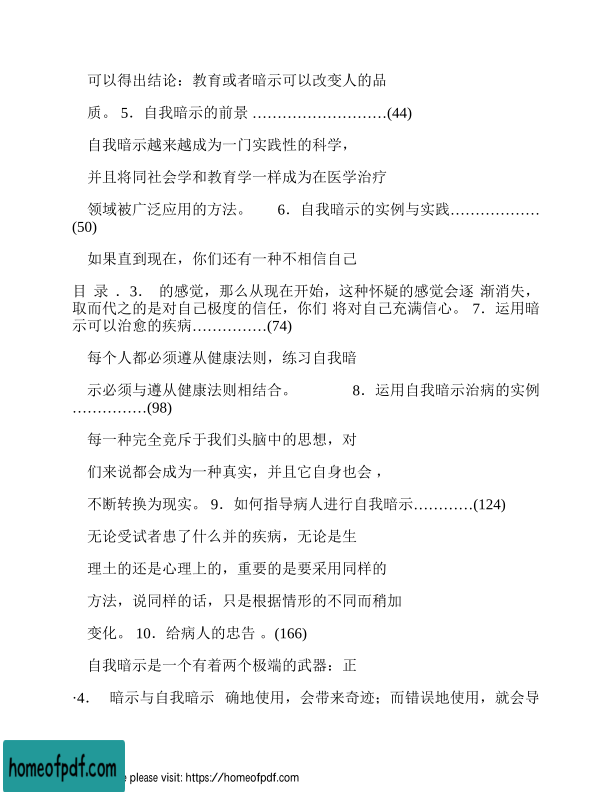 可以得出结论：教育或者暗示可以改变人的品
质。 5．自我暗示的前景 ………………………(44)
自我暗示越来越成为一门实践性的科学，
并且将同社会学和教育学一样成为在医学治疗
领域被广泛应用的方法。 6．自我暗示的实例与实践………………
(50)
如果直到现在，你们还有一种不相信自己
目 录 ．3． 的感觉，那么从现在开始，这种怀疑的感觉会逐 渐消失，
取而代之的是对自己极度的信任，你们 将对自己充满信心。 7．运用暗
示可以治愈的疾病……………(74)
每个人都必须遵从健康法则，练习自我暗
示必须与遵从健康法则相结合。 8．运用自我暗示治病的实例
……………(98)
每一种完全竞斥于我们头脑中的思想，对
们来说都会成为一种真实，并且它自身也会 ，
不断转换为现实。 9．如何指导病人进行自我暗示…………(124)
无论受试者患了什么并的疾病，无论是生
理土的还是心理上的，重要的是要采用同样的
方法，说同样的话，只是根据情形的不同而稍加
变化。 10．给病人的忠告 。(166)
自我暗示是一个有着两个极端的武器：正
·4． 暗示与自我暗示 确地使用，会带来奇迹；而错误地使用，就会导
homeofpdf.com
please visit: https://homeofpdf.com